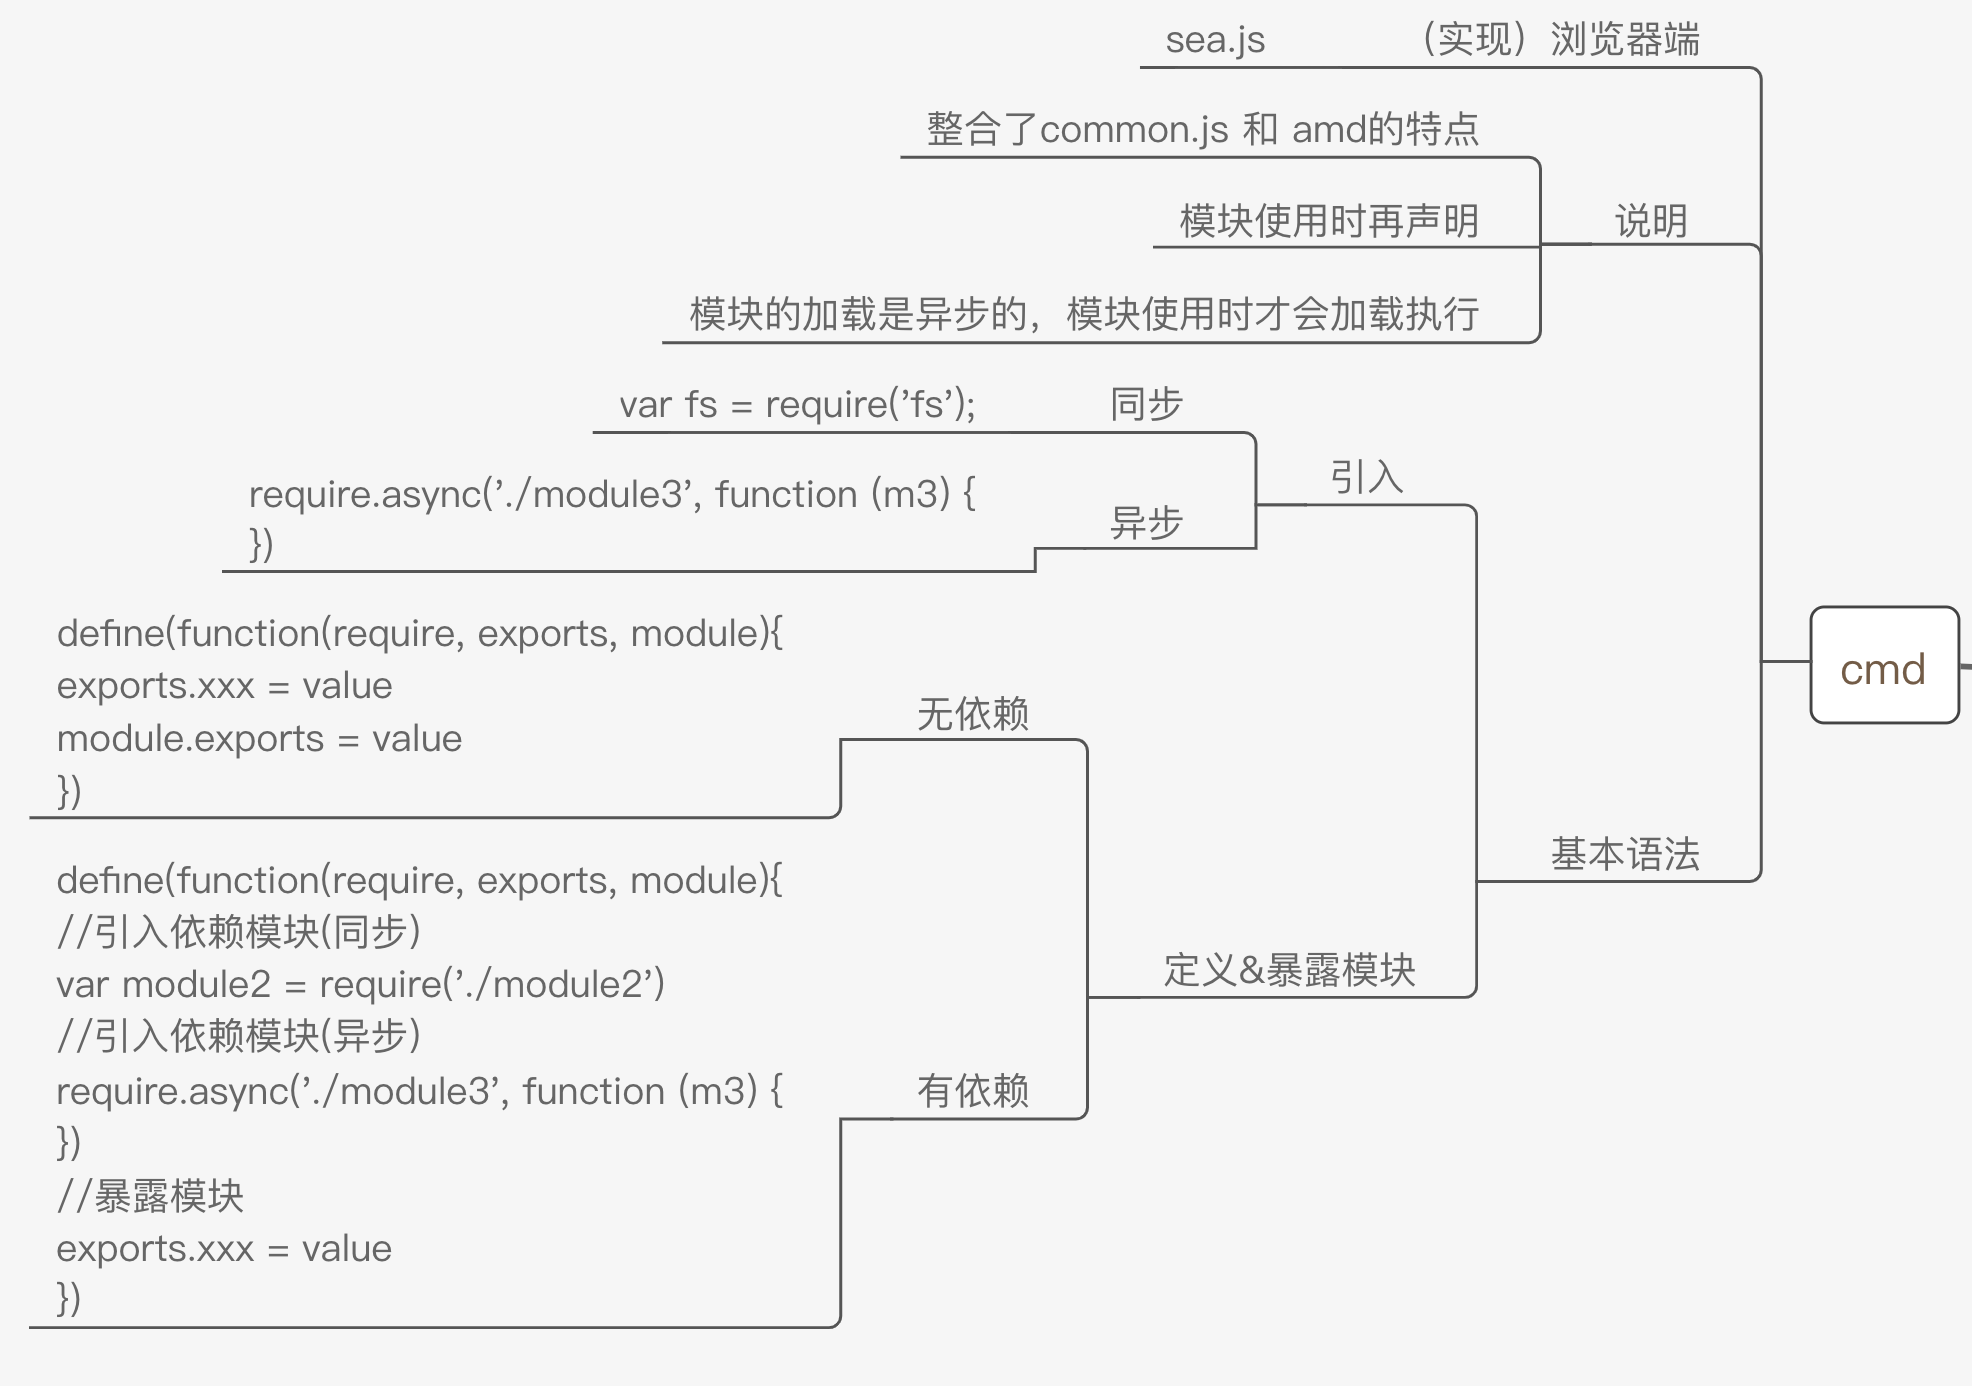 sea.js （实现）浏览器端
整合了common.js 和 amd的特点
模块使用时再声明
说明
模块的加载是异步的，模块使用时才会加载执行
var fs = require('fs');
同步
引入
require.async('./module3', function (m3) {
})
异步
define(function(require, exports, module){
exports.xxx = value
module.exports = value
})
无依赖
cmd
基本语法
define(function(require, exports, module){
//引入依赖模块(同步)
var module2 = require('./module2')
//引入依赖模块(异步)
require.async('./module3', function (m3) {
})
//暴露模块
exports.xxx = value
})
定义&暴露模块
有依赖